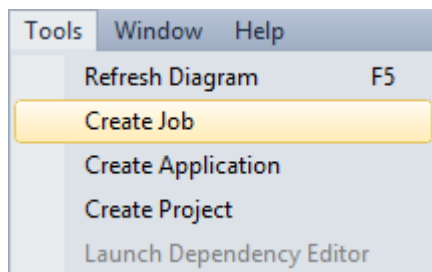 Tools Window Help
Refresh Diagram F5
Create Job
Create Application
Create Project
Launch Dependency Editor